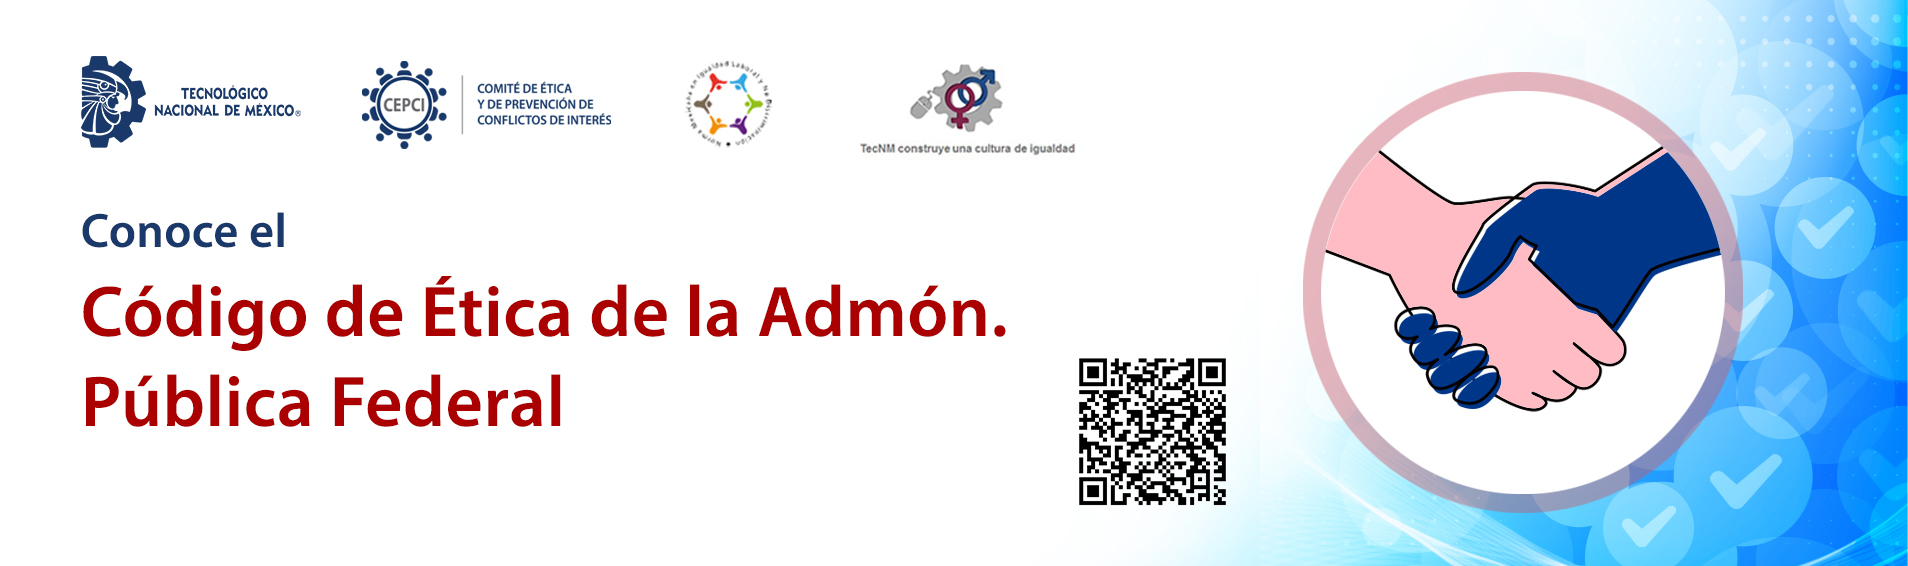 TECNOLÓGICO
NACIONAL DE MÉXICO®
CEPCI
COMITÉ DE ÉTICA
Y DE PREVENCIÓN DE
CONFLICTOS DE INTERÉS
Norma Mexicana en Igualdad Laboral y No Discriminación
TecNM construye una cultura de igualdad
Conoce el
Código de Ética de la Admón.
Pública Federal